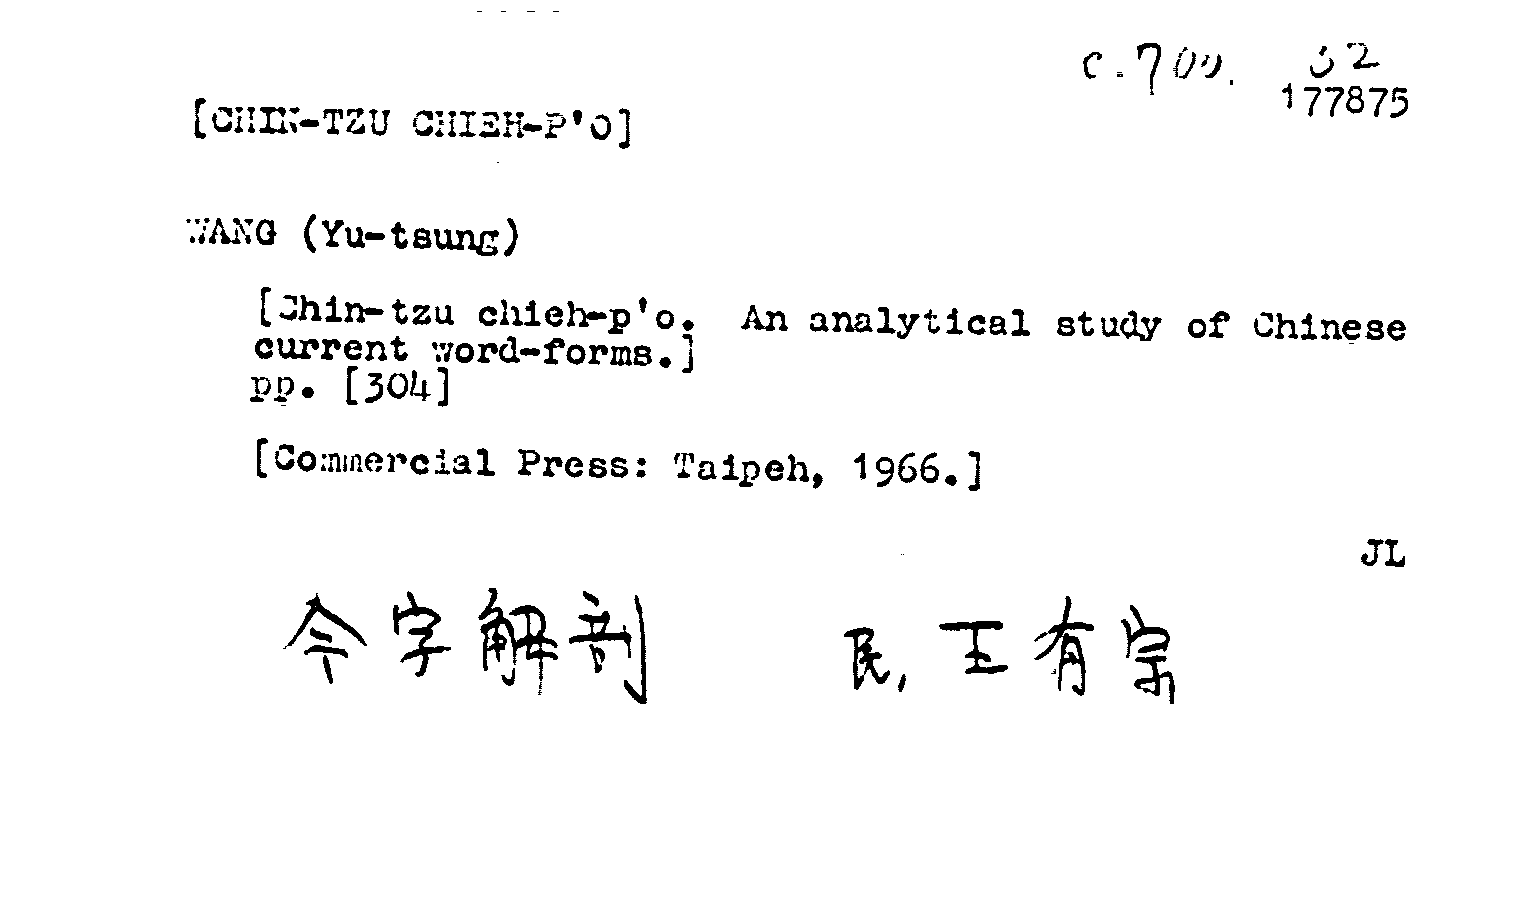 c.700. 32
177875
[CHIN-TZU CHIEH-P'O]
WANG (Yu-tsung)
[Chin-tzu chieh-p'o. An analytical study of Chinese
current word-forms.]
pp. [304]
[Commercial Press: Taipeh, 1966.]
JL
今字解剖 民, 王有宗